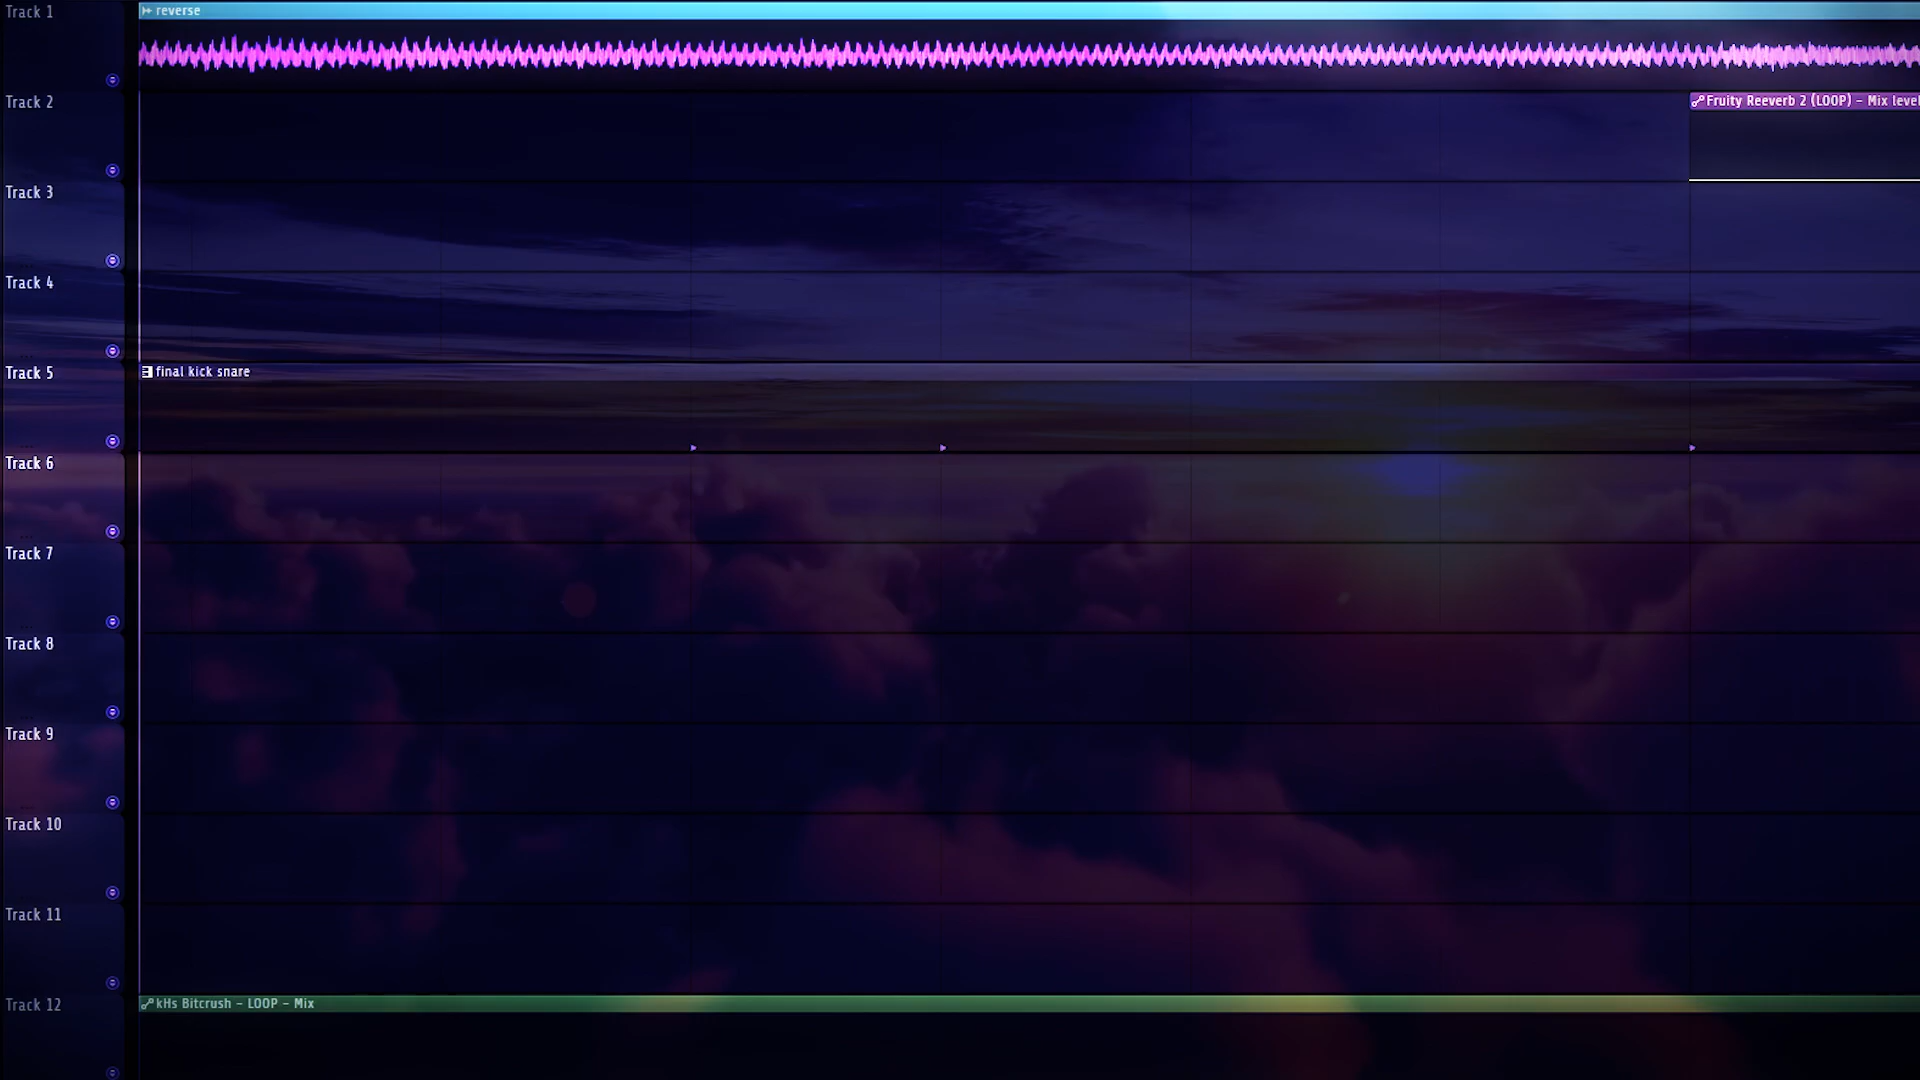 Track 1
reverse
Track 2
Fruity Reeverb 2 (LOOP) – Mix level
Track 3
Track 4
Track 5
final kick snare
Track 6
Track 7
Track 8
Track 9
Track 10
Track 11
Track 12
kHs Bitcrush – LOOP – Mix